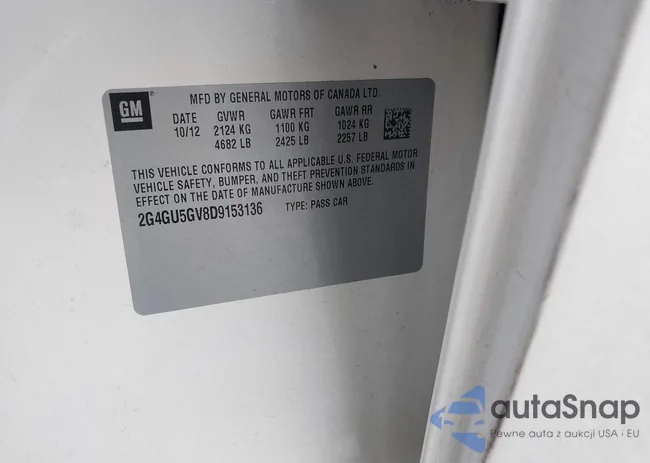 GM
MFD BY GENERAL MOTORS OF CANADA LTD.
DATE GVWR GAWR FRT GAWR RR
10/12 2124 KG 1100 KG 1024 KG
4682 LB 2425 LB 2257 LB
THIS VEHICLE CONFORMS TO ALL APPLICABLE U.S. FEDERAL MOTOR
VEHICLE SAFETY, BUMPER, AND THEFT PREVENTION STANDARDS IN
EFFECT ON THE DATE OF MANUFACTURE SHOWN ABOVE.
2G4GU5GV8D9153136 TYPE: PASS CAR
autaSnap
Pewne auta z aukcji USA i EU